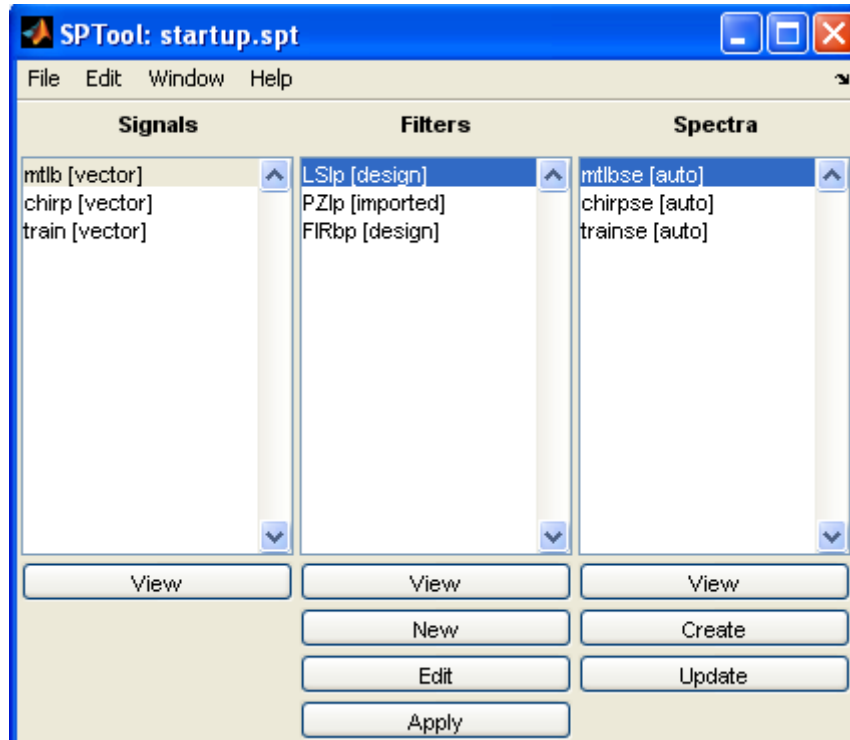 SPTool: startup.spt
File Edit Window Help
Signals Filters Spectra
mtlb [vector]
chirp [vector]
train [vector]
LSlp [design]
PZlp [imported]
FIRbp [design]
mtlbse [auto]
chirpse [auto]
trainse [auto]
View View View
New Create
Edit Update
Apply